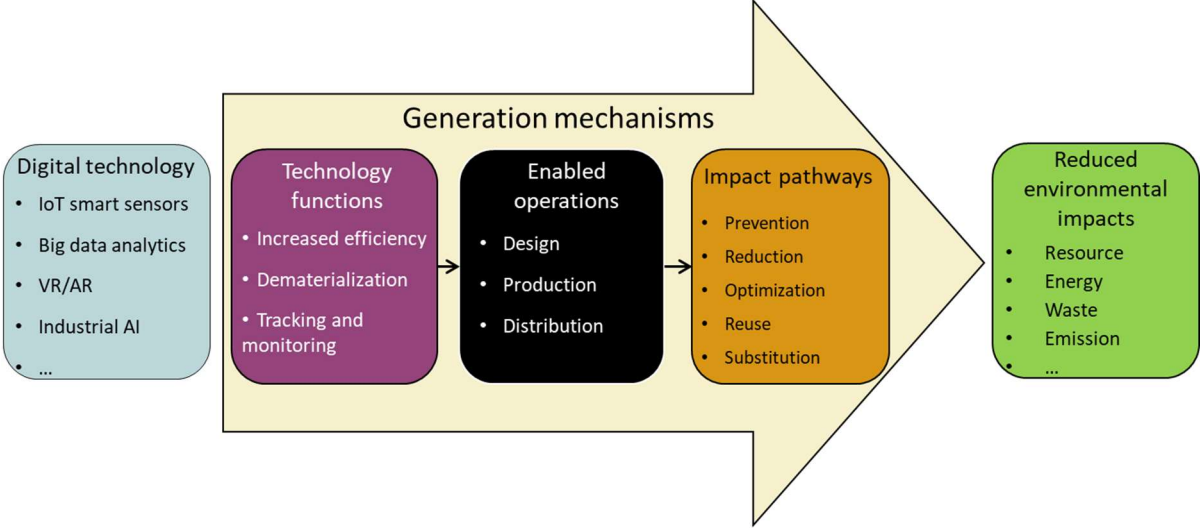 Generation mechanisms
Digital technology
• IoT smart sensors
• Big data analytics
• VR/AR
• Industrial AI
• ...
Technology
functions
• Increased efficiency
• Dematerialization
• Tracking and
monitoring
Enabled
operations
• Design
• Production
• Distribution
Impact pathways
• Prevention
• Reduction
• Optimization
• Reuse
• Substitution
Reduced
environmental
impacts
• Resource
• Energy
• Waste
• Emission
• ...